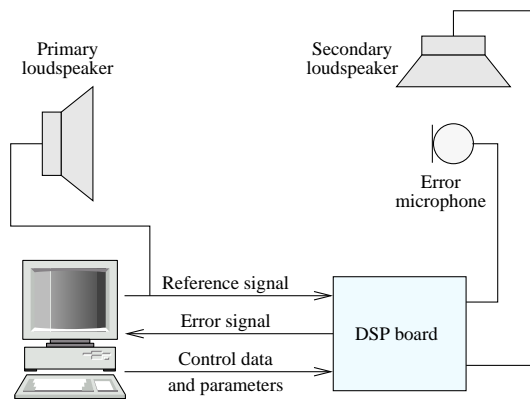 Primary
loudspeaker
Secondary
loudspeaker
Error
microphone
Reference signal
Error signal
DSP board
Control data
and parameters